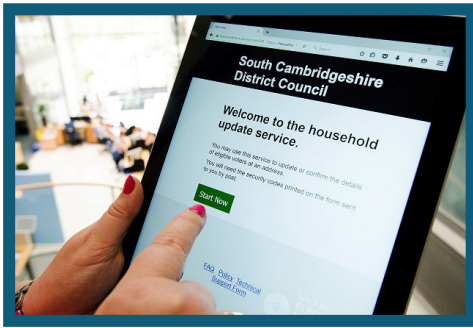 South Cambridgeshire
District Council
Welcome to the household
update service.
You may use this service to update or confirm the details
of eligible voters at an address.
You will need the security codes printed on the form sent
to you by post.
Start Now
FAQ Policy Technical
Support Form